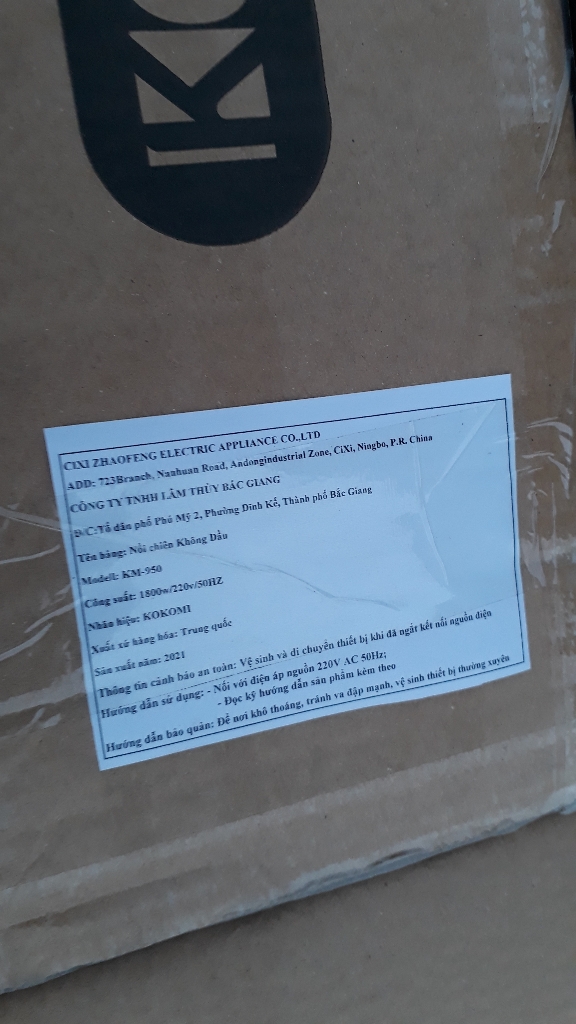 KO
CIXI ZHAOFENG ELECTRIC APPLIANCE CO.,LTD
ADD: 723Branch, Nanhuan Road, Andongindustrial Zone, CiXi, Ningbo, P.R. China
CÔNG TY TNHH LÂM THỦY BẮC GIANG
Đ/C:Tổ dân phố Phú Mỹ 2, Phường Dĩnh Kế, Thành phố Bắc Giang
Tên hàng: Nồi chiên Không Dầu
Modell: KM-950
Công suất: 1800w/220v/50HZ
Nhãn hiệu: KOKOMI
Xuất xứ hàng hóa: Trung quốc
Sản xuất năm: 2021
Thông tin cảnh báo an toàn: Vệ sinh và di chuyển thiết bị khi đã ngắt kết nối nguồn điện
Hướng dẫn sử dụng: - Nối với điện áp nguồn 220V AC 50Hz;
- Đọc kỹ hướng dẫn sản phẩm kèm theo
Hướng dẫn bảo quản: Để nơi khô thoáng, tránh va đập mạnh, vệ sinh thiết bị thường xuyên